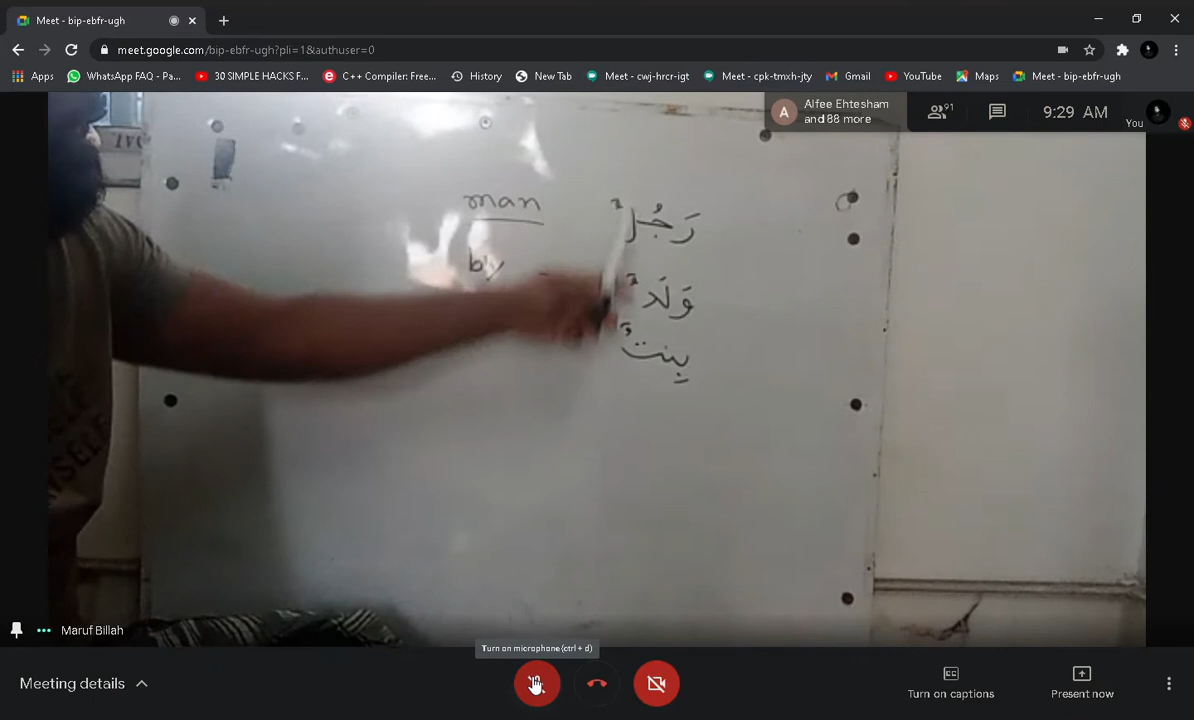 Meet - bip-ebfr-ugh
meet.google.com/bip-ebfr-ugh?pli=1&authuser=0
Apps WhatsApp FAQ - Pa... 30 SIMPLE HACKS F... C++ Compiler: Free... History New Tab Meet - cwj-hrcr-igt Meet - cpk-tmxh-jty Gmail YouTube Maps Meet - bip-ebfr-ugh
Alfee Ehtesham
and 88 more
91
9:29 AM
You
A
man رَجُلٌ
وَلَدٌ
بِنتٌ
Maruf Billah
Turn on microphone (ctrl + d)
Meeting details
Turn on captions
Present now